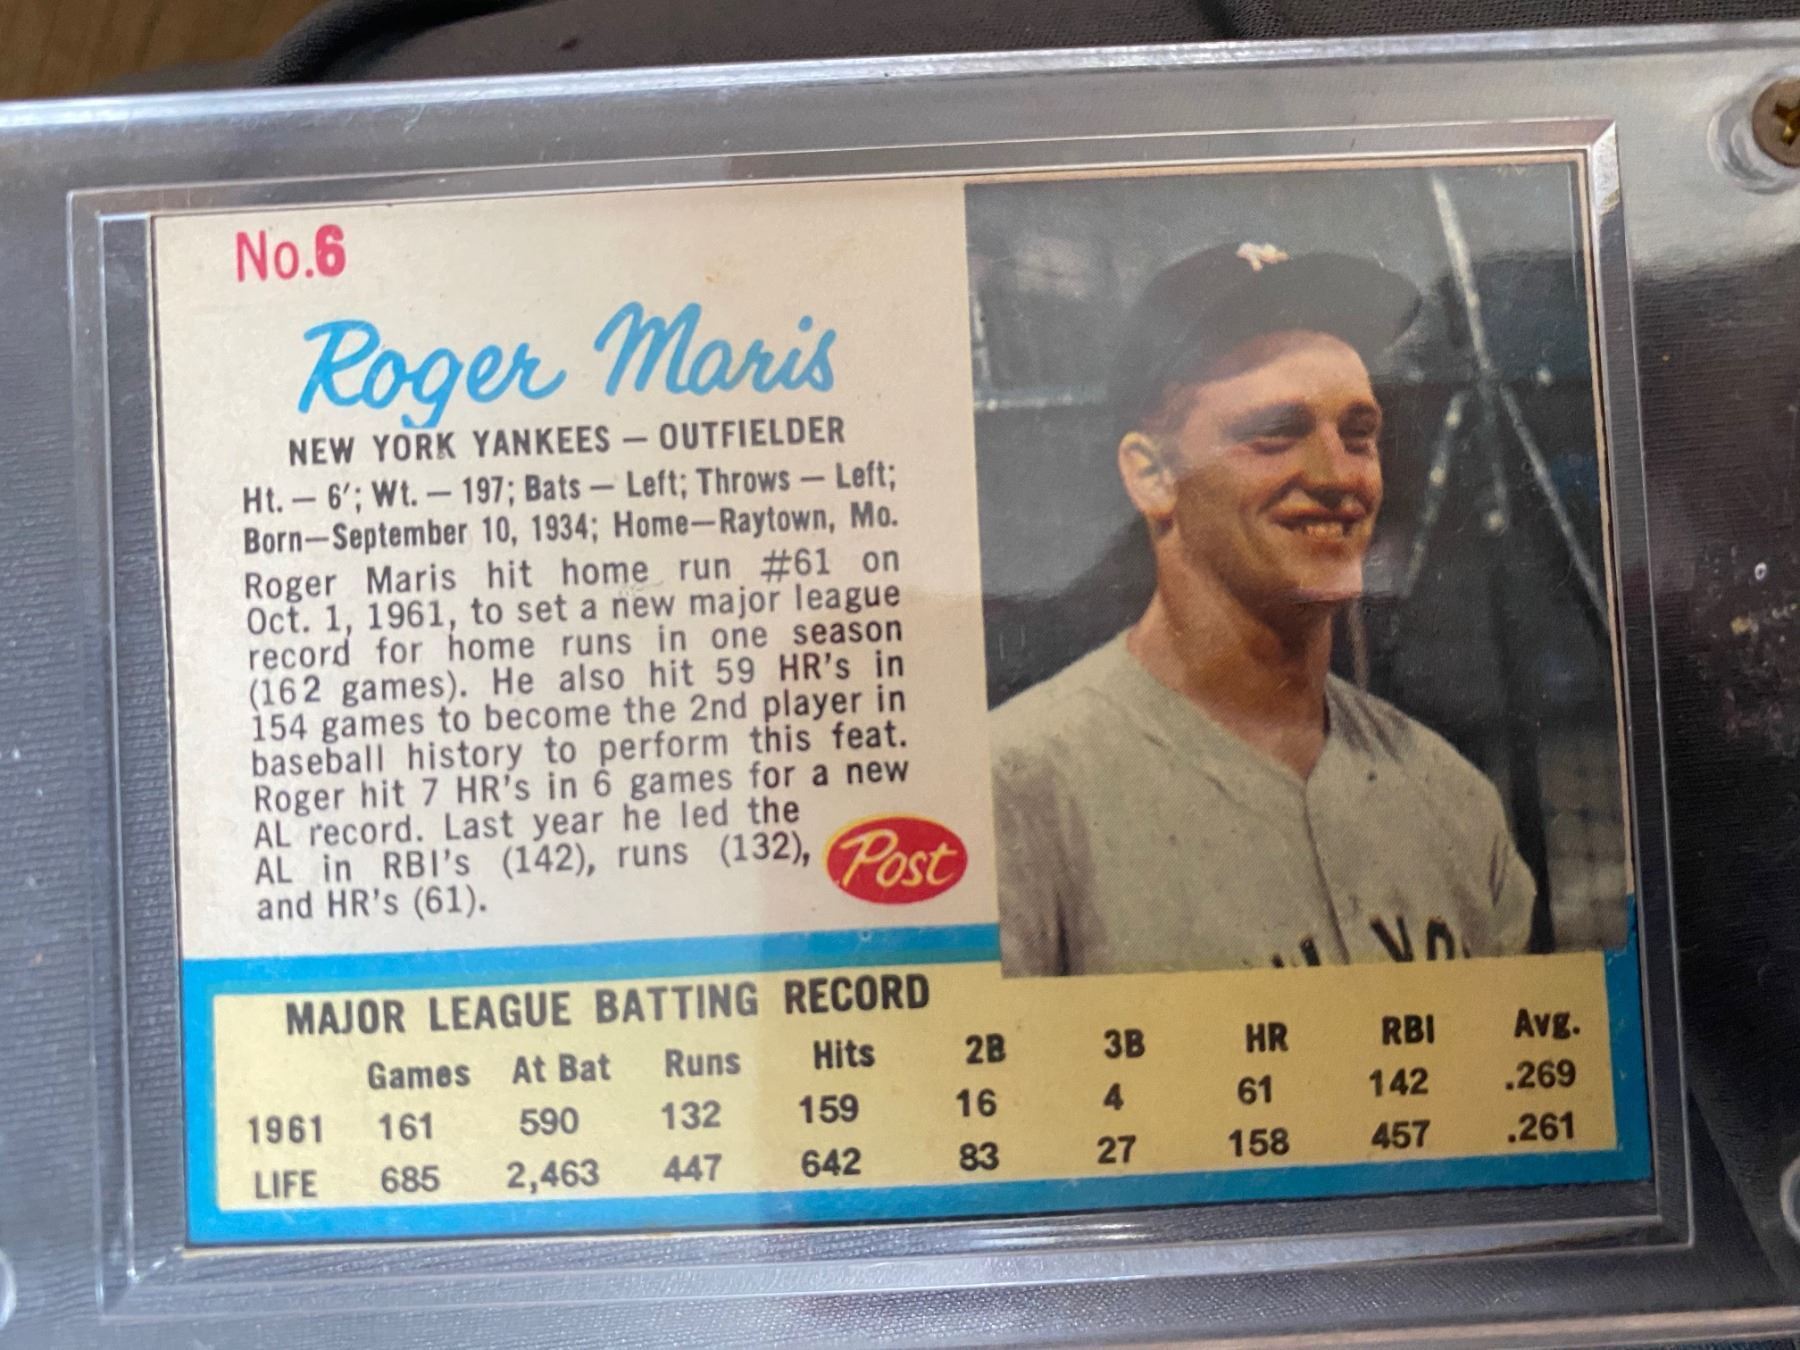 No.6
Roger Maris
NEW YORK YANKEES — OUTFIELDER
Ht. — 6′; Wt. — 197; Bats — Left; Throws — Left;
Born—September 10, 1934; Home—Raytown, Mo.
Roger Maris hit home run #61 on
Oct. 1, 1961, to set a new major league
record for home runs in one season
(162 games). He also hit 59 HR's in
154 games to become the 2nd player in
baseball history to perform this feat.
Roger hit 7 HR's in 6 games for a new
AL record. Last year he led the
AL in RBI's (142), runs (132),
and HR's (61).
Post
MAJOR LEAGUE BATTING RECORD
Games At Bat Runs Hits 2B 3B HR RBI Avg.
1961 161 590 132 159 16 4 61 142 .269
LIFE 685 2,463 447 642 83 27 158 457 .261